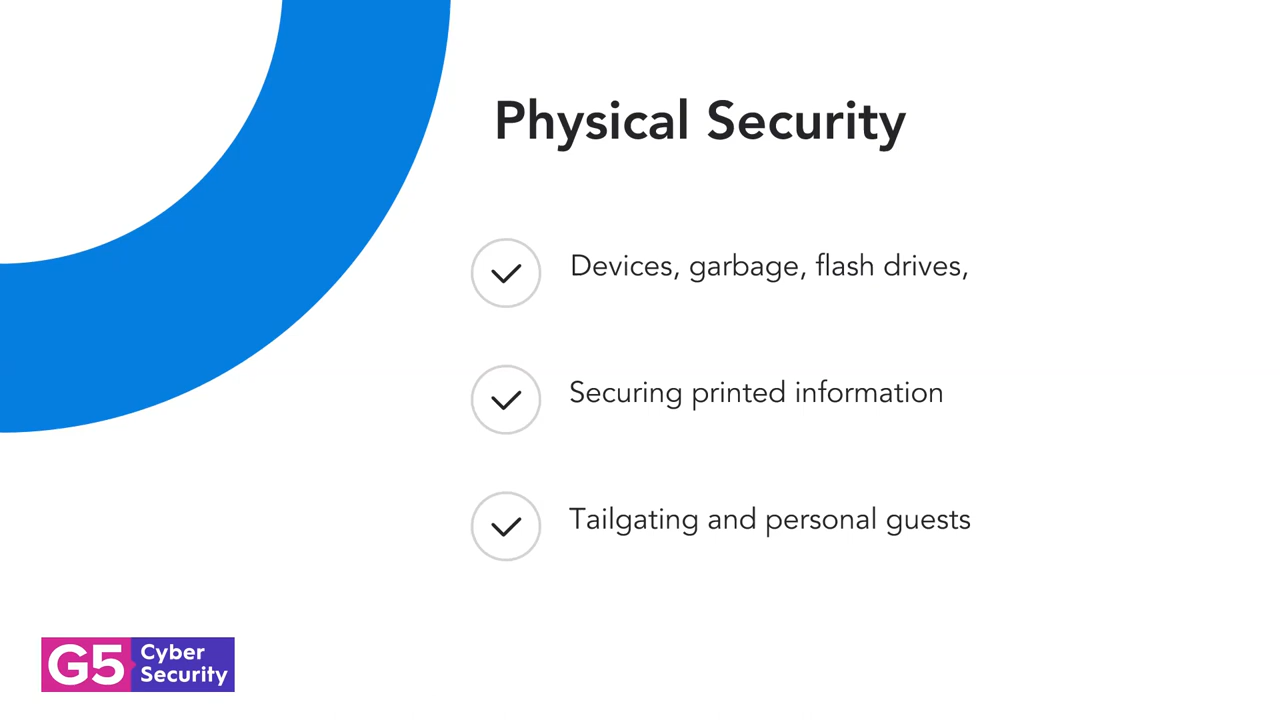 Physical Security
Devices, garbage, flash drives,
Securing printed information
Tailgating and personal guests
G5 Cyber
Security